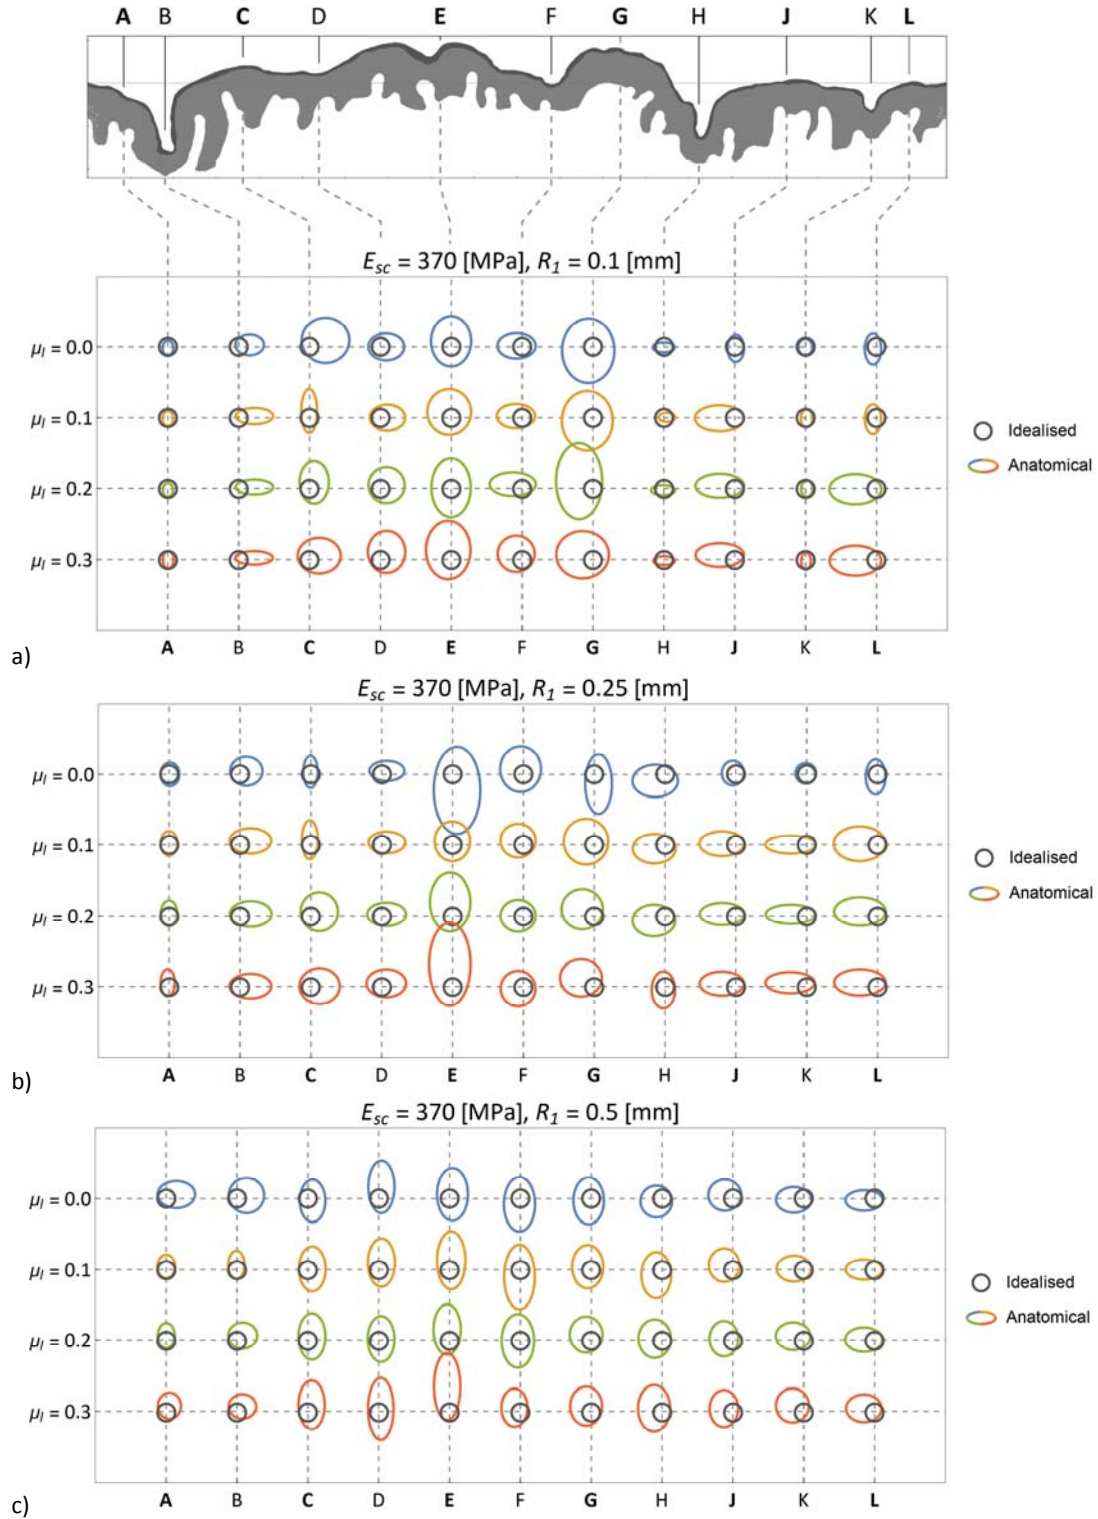 A B C D E F G H J K L
E_sc = 370 [MPa], R_1 = 0.1 [mm]
μ_l = 0.0
μ_l = 0.1
μ_l = 0.2
μ_l = 0.3
Idealised
Anatomical
A B C D E F G H J K L
a)
E_sc = 370 [MPa], R_1 = 0.25 [mm]
μ_l = 0.0
μ_l = 0.1
μ_l = 0.2
μ_l = 0.3
Idealised
Anatomical
A B C D E F G H J K L
b)
E_sc = 370 [MPa], R_1 = 0.5 [mm]
μ_l = 0.0
μ_l = 0.1
μ_l = 0.2
μ_l = 0.3
Idealised
Anatomical
A B C D E F G H J K L
c)